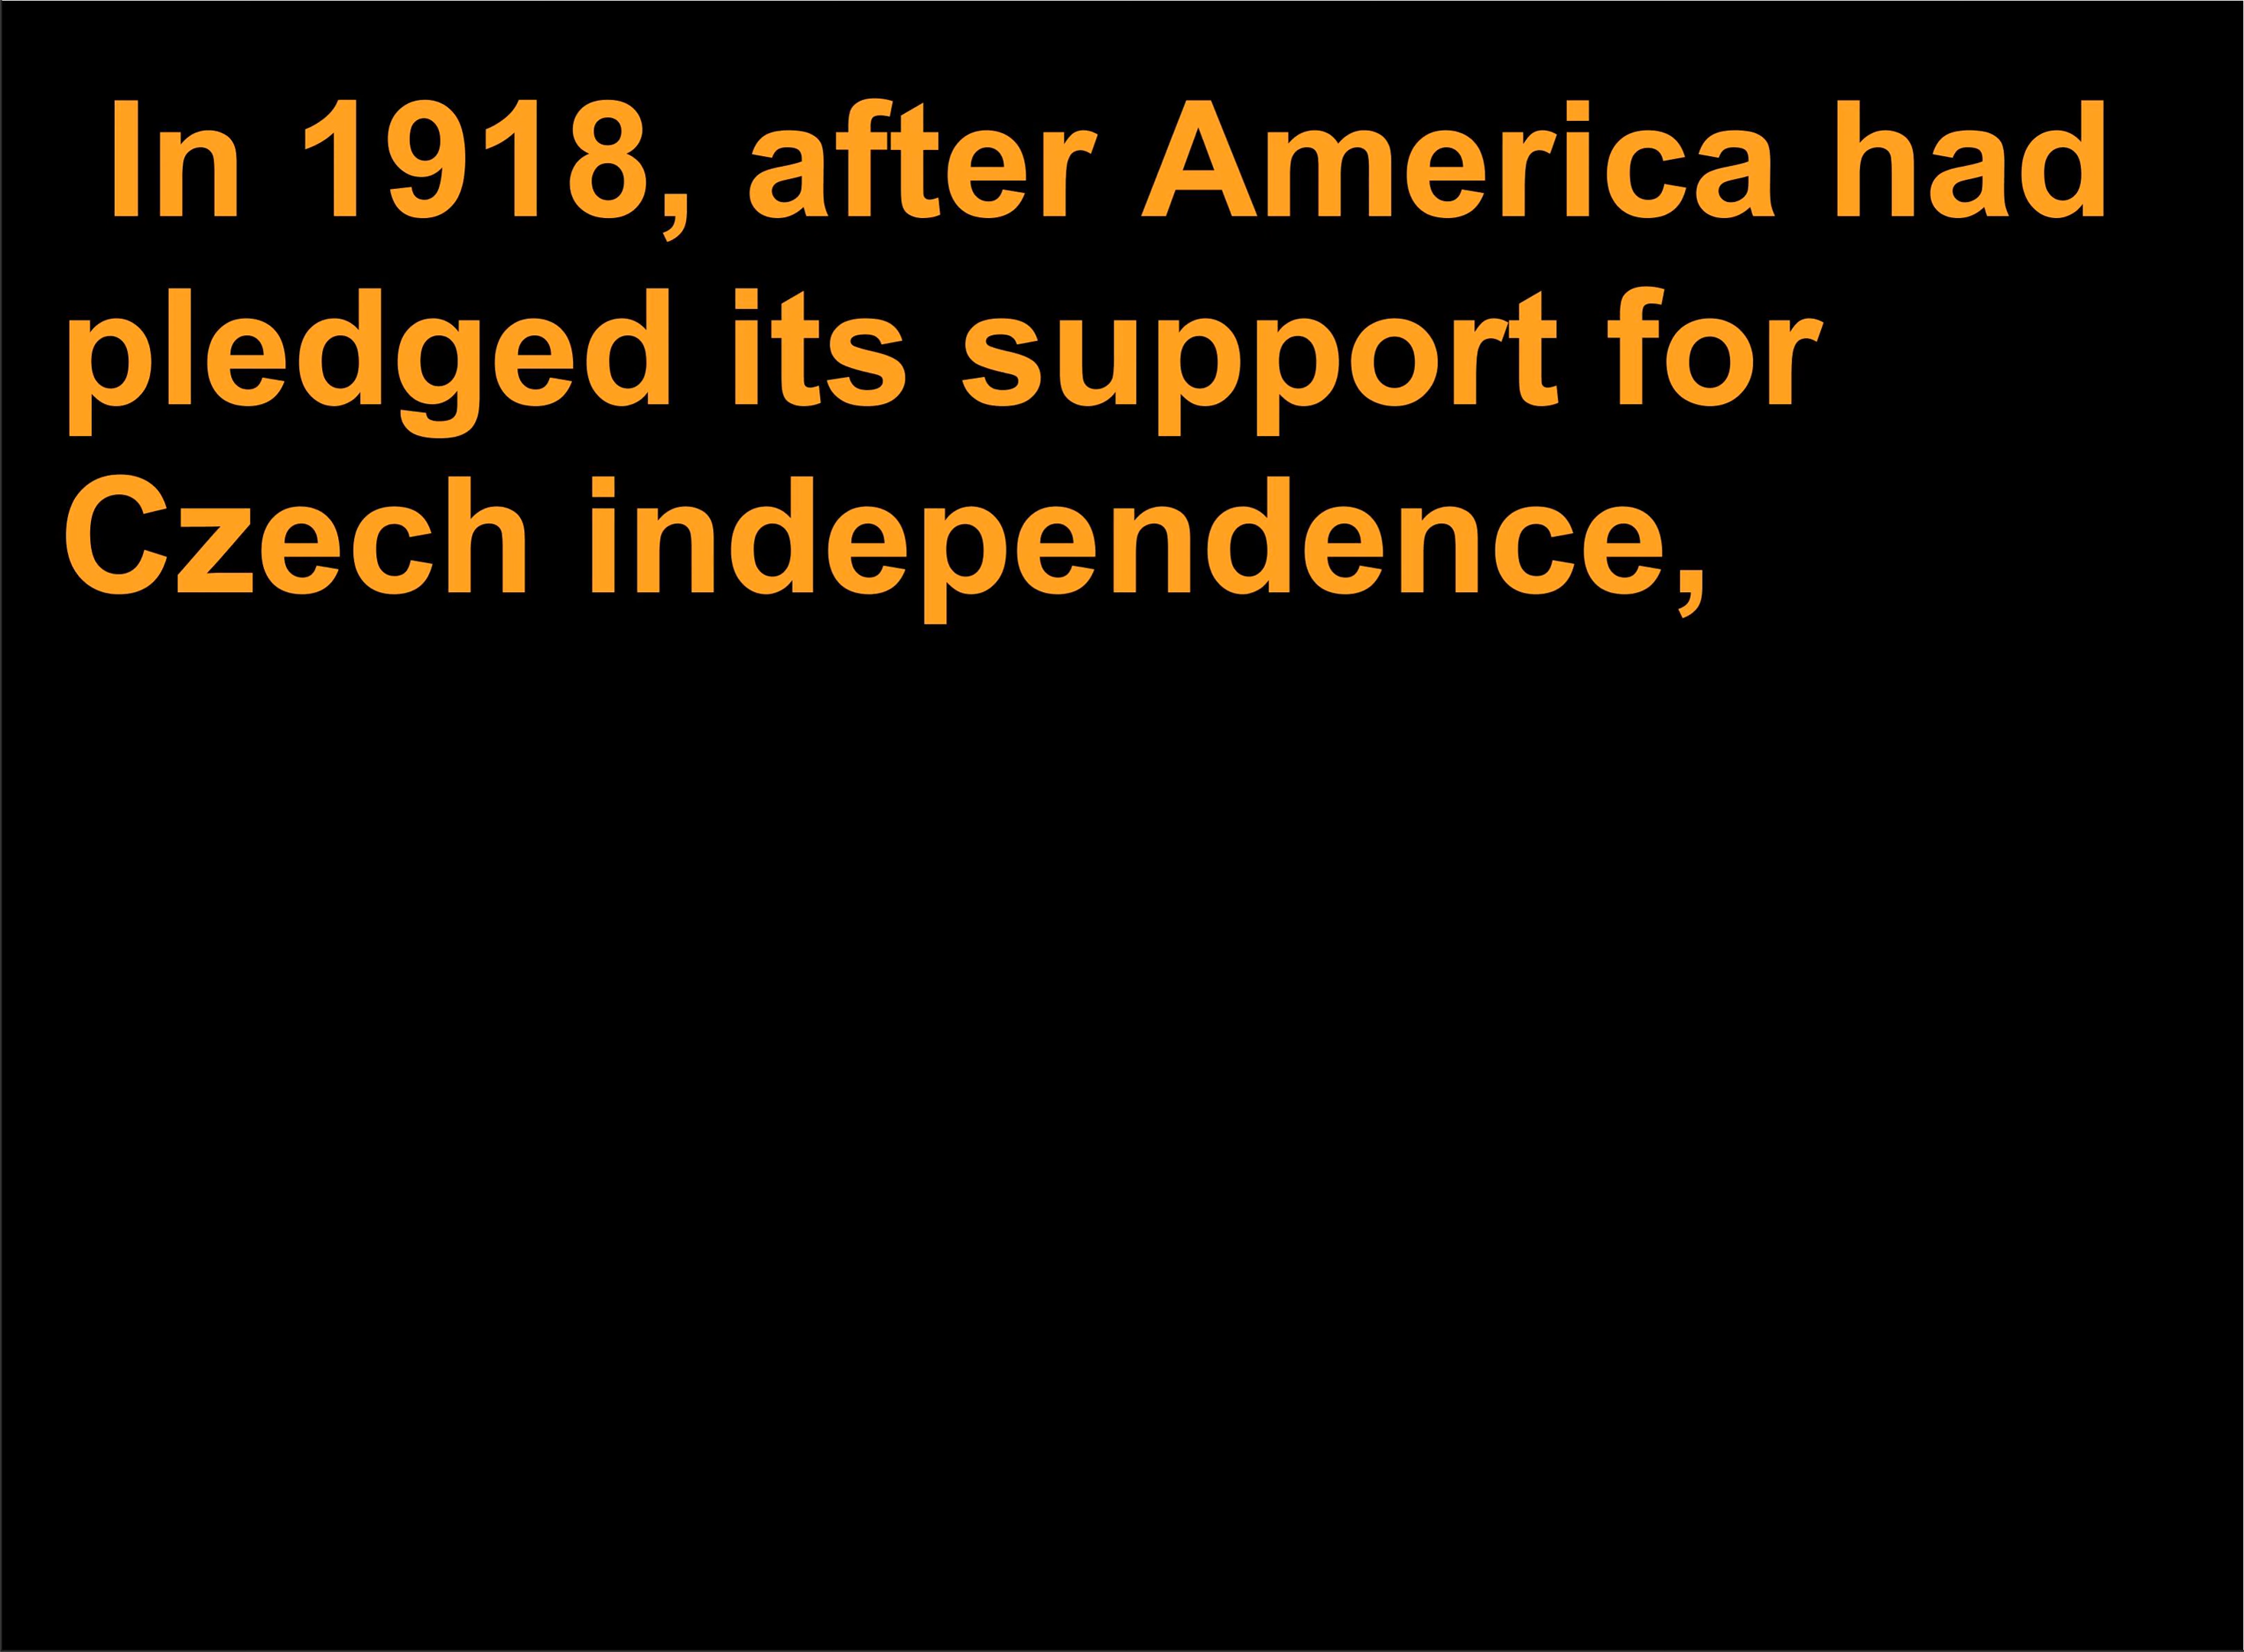 In 1918, after America had
pledged its support for
Czech independence,